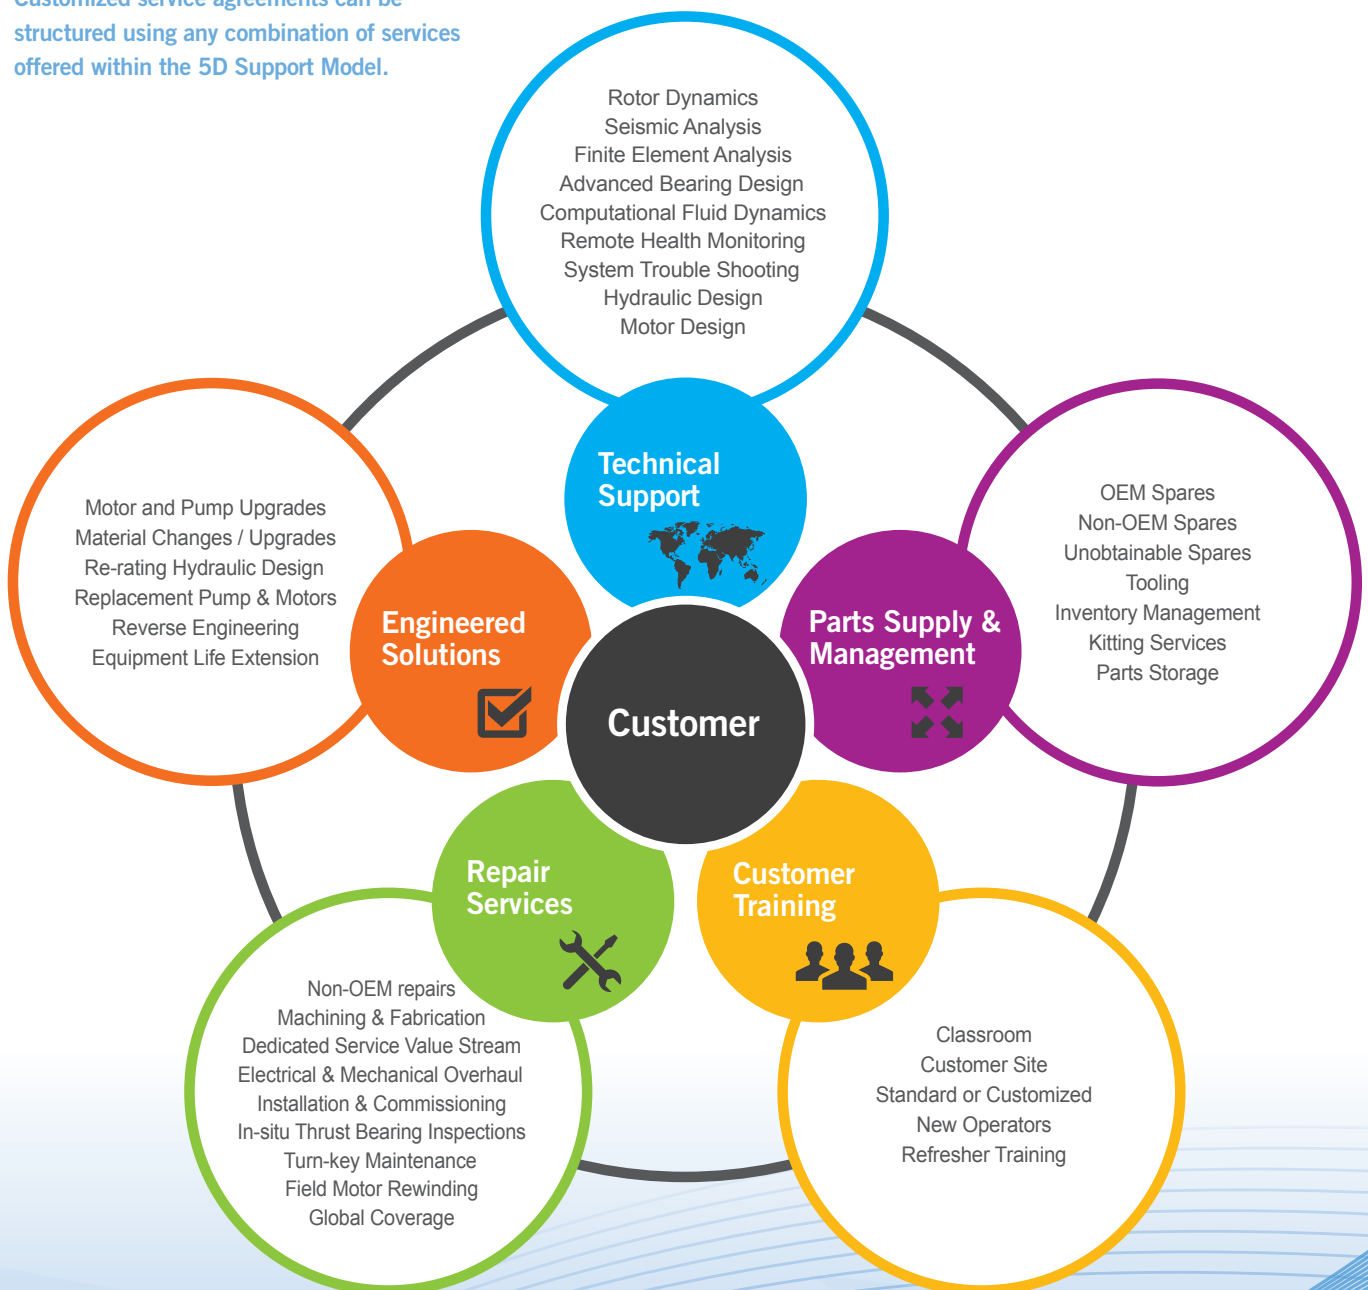 Customized service agreements can be
structured using any combination of services
offered within the 5D Support Model.
Rotor Dynamics
Seismic Analysis
Finite Element Analysis
Advanced Bearing Design
Computational Fluid Dynamics
Remote Health Monitoring
System Trouble Shooting
Hydraulic Design
Motor Design
Technical
Support
Motor and Pump Upgrades
Material Changes / Upgrades
Re-rating Hydraulic Design
Replacement Pump & Motors
Reverse Engineering
Equipment Life Extension
Engineered
Solutions
Parts Supply &
Management
OEM Spares
Non-OEM Spares
Unobtainable Spares
Tooling
Inventory Management
Kitting Services
Parts Storage
Customer
Repair
Services
Non-OEM repairs
Machining & Fabrication
Dedicated Service Value Stream
Electrical & Mechanical Overhaul
Installation & Commissioning
In-situ Thrust Bearing Inspections
Turn-key Maintenance
Field Motor Rewinding
Global Coverage
Customer
Training
Classroom
Customer Site
Standard or Customized
New Operators
Refresher Training